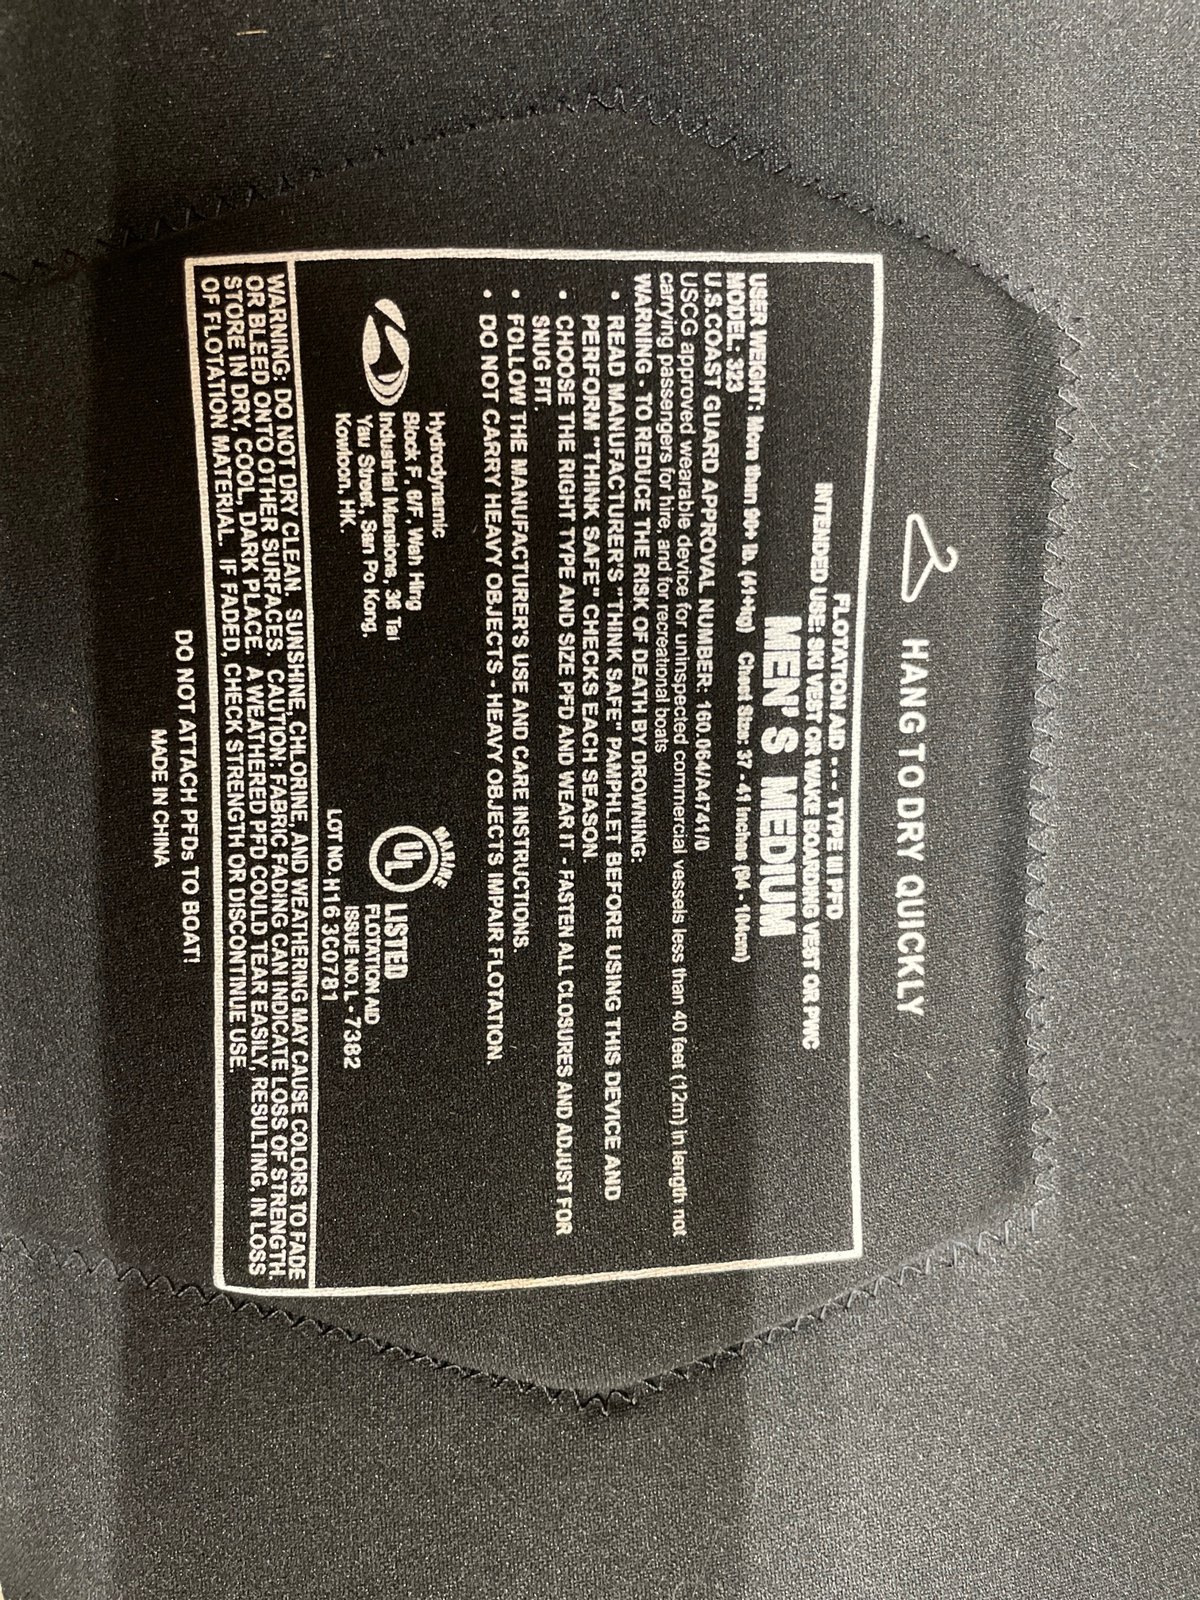 HANG TO DRY QUICKLY
FLOTATION AID --- TYPE III PFD
INTENDED USE: SKI VEST OR WAKE BOARDING VEST OR PWC
MEN'S MEDIUM
USER WEIGHT: More than 90+ lb. (41+kg) Chest Size: 37 - 41 inches (94 - 104cm)
MODEL. 323
U.S.COAST GUARD APPROVAL NUMBER: 160.064/A4741/0
USCG approved wearable device for uninspected commercial vessels less than 40 feet (12m) in length not
carrying passengers for hire, and for recreational boats
WARNING - TO REDUCE THE RISK OF DEATH BY DROWNING:
• READ MANUFACTURER'S "THINK SAFE" PAMPHLET BEFORE USING THIS DEVICE AND
PERFORM "THINK SAFE" CHECKS EACH SEASON.
• CHOOSE THE RIGHT TYPE AND SIZE PFD AND WEAR IT - FASTEN ALL CLOSURES AND ADJUST FOR
SNUG FIT.
• FOLLOW THE MANUFACTURER'S USE AND CARE INSTRUCTIONS.
• DO NOT CARRY HEAVY OBJECTS - HEAVY OBJECTS IMPAIR FLOTATION.
Hydrodynamic
Block F, 6/F, Wah Hing
Industrial Mansions, 36 Tai
Yau Street, San Po Kong,
Kowloon, HK.
MARINE
UL LISTED
FLOTATION AID
ISSUE NO.L - 7382
LOT NO.H16 3C0781
WARNING: DO NOT DRY CLEAN. SUNSHINE, CHLORINE, AND WEATHERING MAY CAUSE COLORS TO FADE
OR BLEED ONTO OTHER SURFACES. CAUTION: FABRIC FADING CAN INDICATE LOSS OF STRENGTH.
STORE IN DRY, COOL, DARK PLACE. A WEATHERED PFD COULD TEAR EASILY, RESULTING, IN LOSS
OF FLOTATION MATERIAL. IF FADED, CHECK STRENGTH OR DISCONTINUE USE.
DO NOT ATTACH PFDs TO BOAT!
MADE IN CHINA